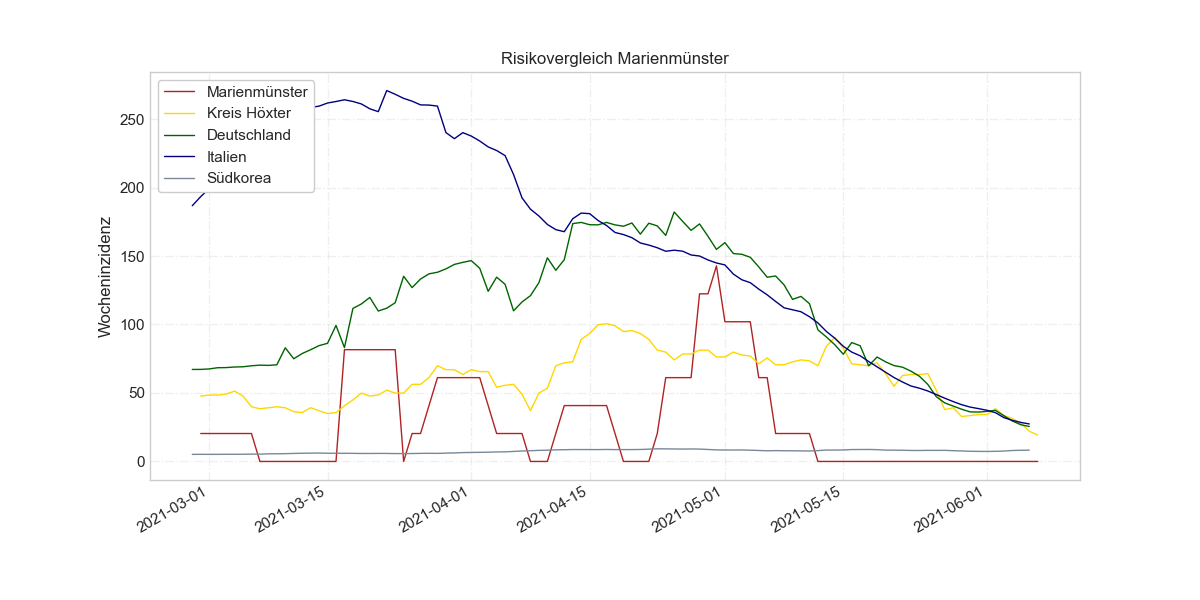 Risikovergleich Marienmünster
Marienmünster
Kreis Höxter
Deutschland
Italien
Südkorea
Wocheninzidenz
250
200
150
100
50
0
2021-03-01
2021-03-15
2021-04-01
2021-04-15
2021-05-01
2021-05-15
2021-06-01